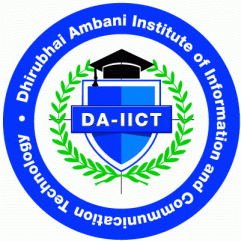 • Dhirubhai Ambani Institute of Information and Communication Technology
DA-IICT